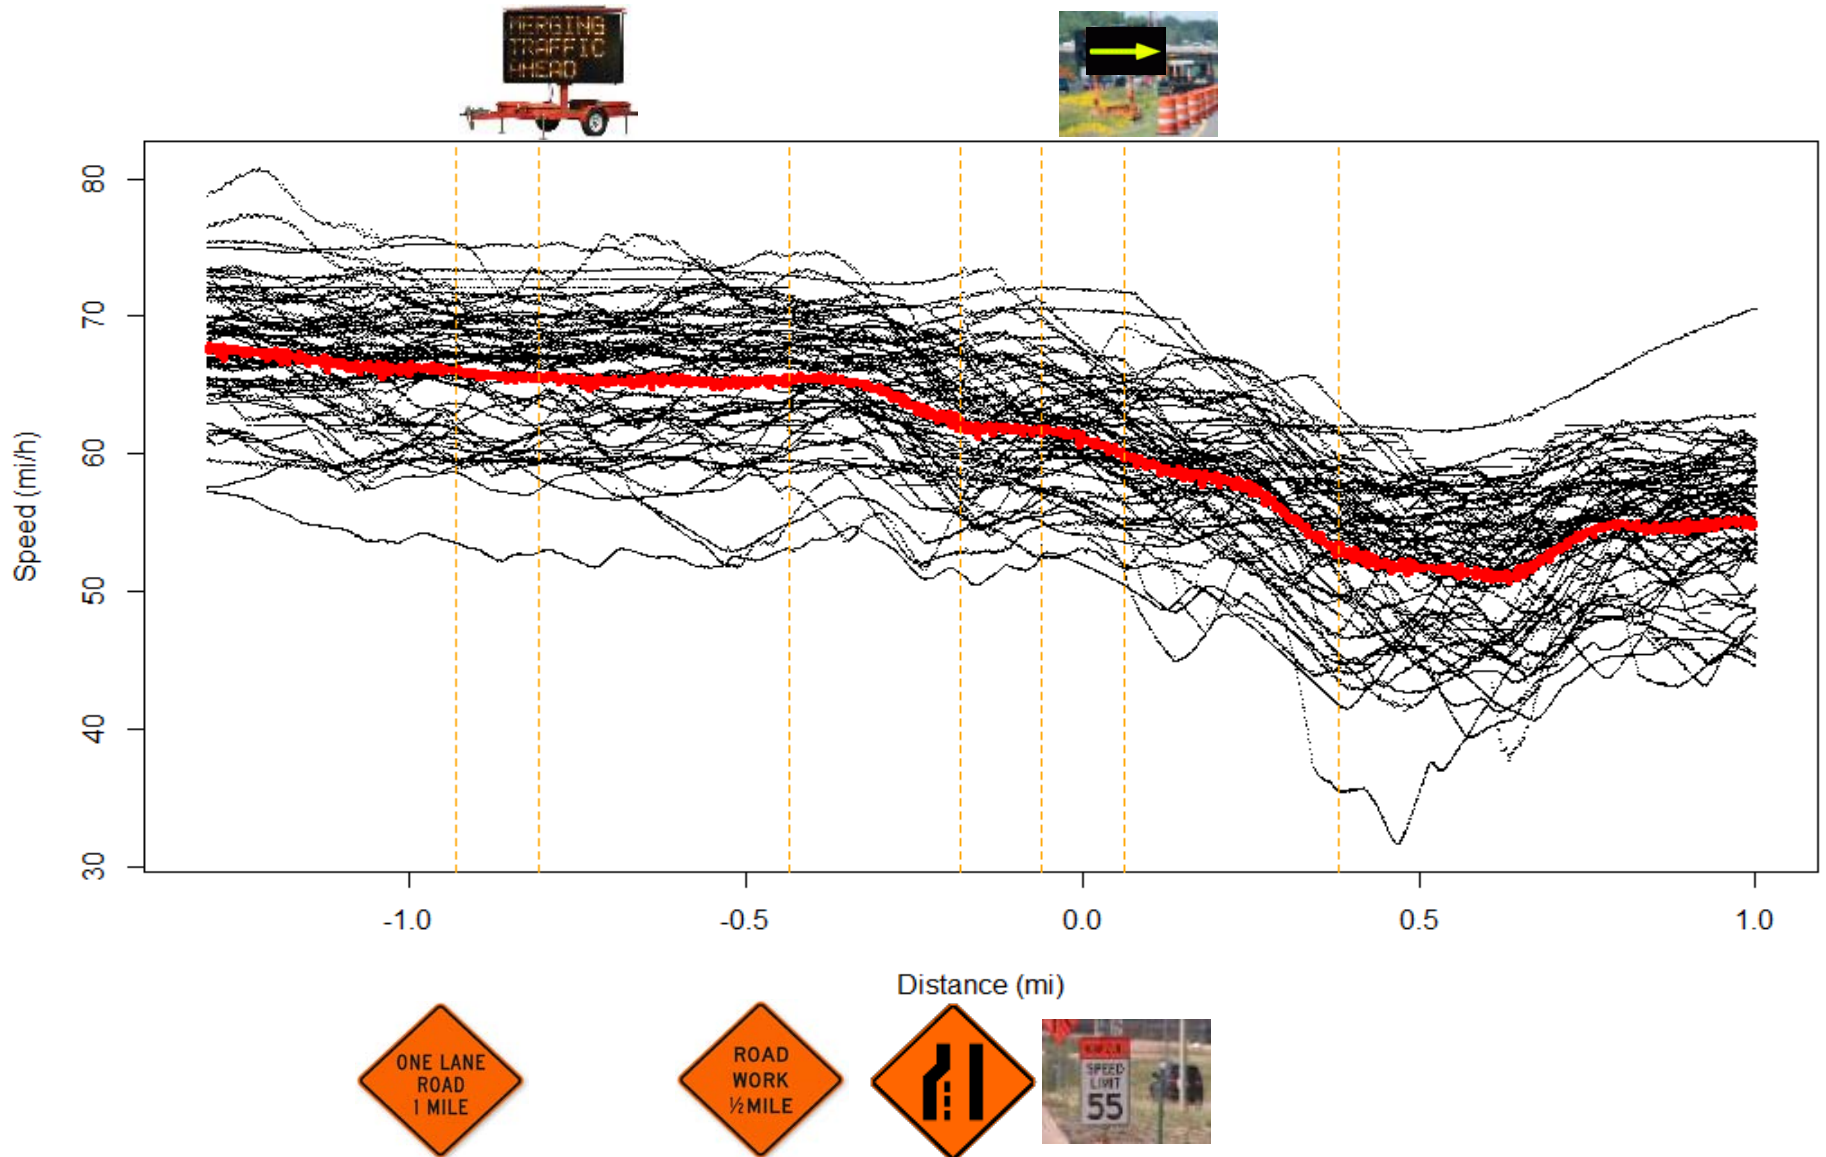 MERGING
TRAFFIC
AHEAD
80
70
60
50
40
30
Speed (mi/h)
-1.0
-0.5
0.0
0.5
1.0
Distance (mi)
ONE LANE
ROAD
1 MILE
ROAD
WORK
½ MILE
SPEED
LIMIT
55